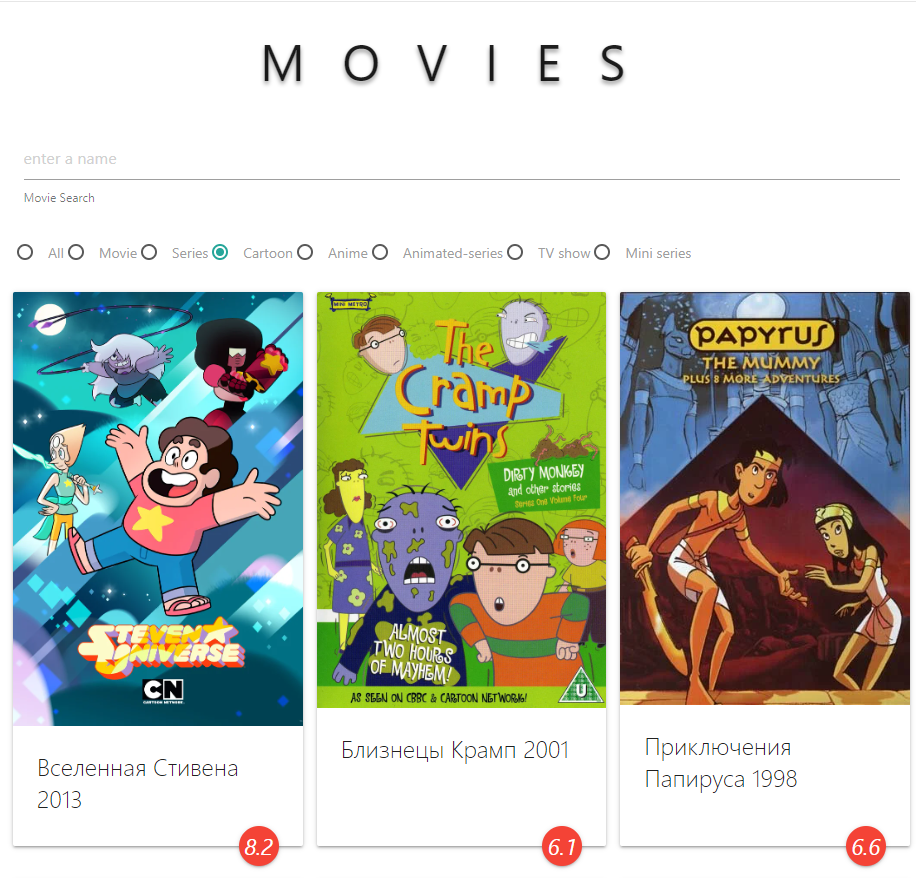 MOVIES
enter a name
Movie Search
All Movie Series Cartoon Anime Animated-series TV show Mini series
STEVEN
UNIVERSE
CN
CARTOON NETWORK
Вселенная Стивена
2013
8.2
MINI METRO
The
Cramp
Twins
DIRTY MONKEY
and other stories
Series One Volume Four
ALMOST
TWO HOURS
OF MAYHEM!
AS SEEN ON CBBC & CARTOON NETWORK!
U
Близнецы Крамп 2001
6.1
PAPYRUS
THE MUMMY
PLUS 8 MORE ADVENTURES
Приключения
Папируса 1998
6.6